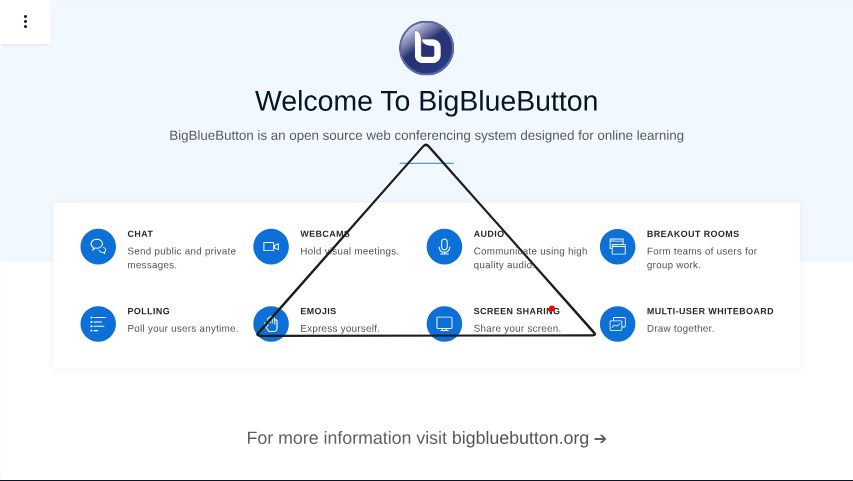 Welcome To BigBlueButton
BigBlueButton is an open source web conferencing system designed for online learning
CHAT
Send public and private
messages.
WEBCAMS
Hold visual meetings.
AUDIO
Communicate using high
quality audio.
BREAKOUT ROOMS
Form teams of users for
group work.
POLLING
Poll your users anytime.
EMOJIS
Express yourself.
SCREEN SHARING
Share your screen.
MULTI-USER WHITEBOARD
Draw together.
For more information visit bigbluebutton.org →